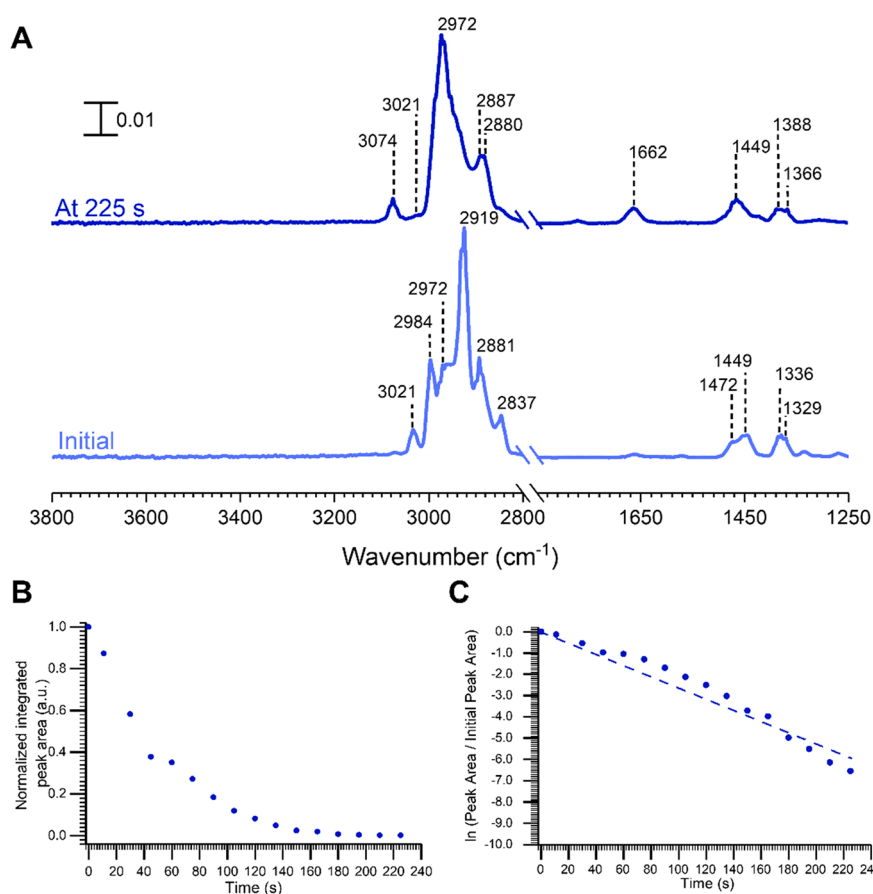 A
2972
0.01
3021
2887
2880
3074
1662
1449
1388
1366
At 225 s
2919
2972
2984
2881
3021
2837
1449
1472
1336
1329
Initial
3800 3600 3400 3200 3000 2800 1650 1450 1250
Wavenumber (cm⁻¹)
B
Normalized integrated
peak area (a.u.)
1.0
0.8
0.6
0.4
0.2
0.0
0 20 40 60 80 100 120 140 160 180 200 220 240
Time (s)
C
ln (Peak Area / Initial Peak Area)
0.0
-1.0
-2.0
-3.0
-4.0
-5.0
-6.0
-7.0
-8.0
-9.0
-10.0
0 20 40 60 80 100 120 140 160 180 200 220 240
Time (s)